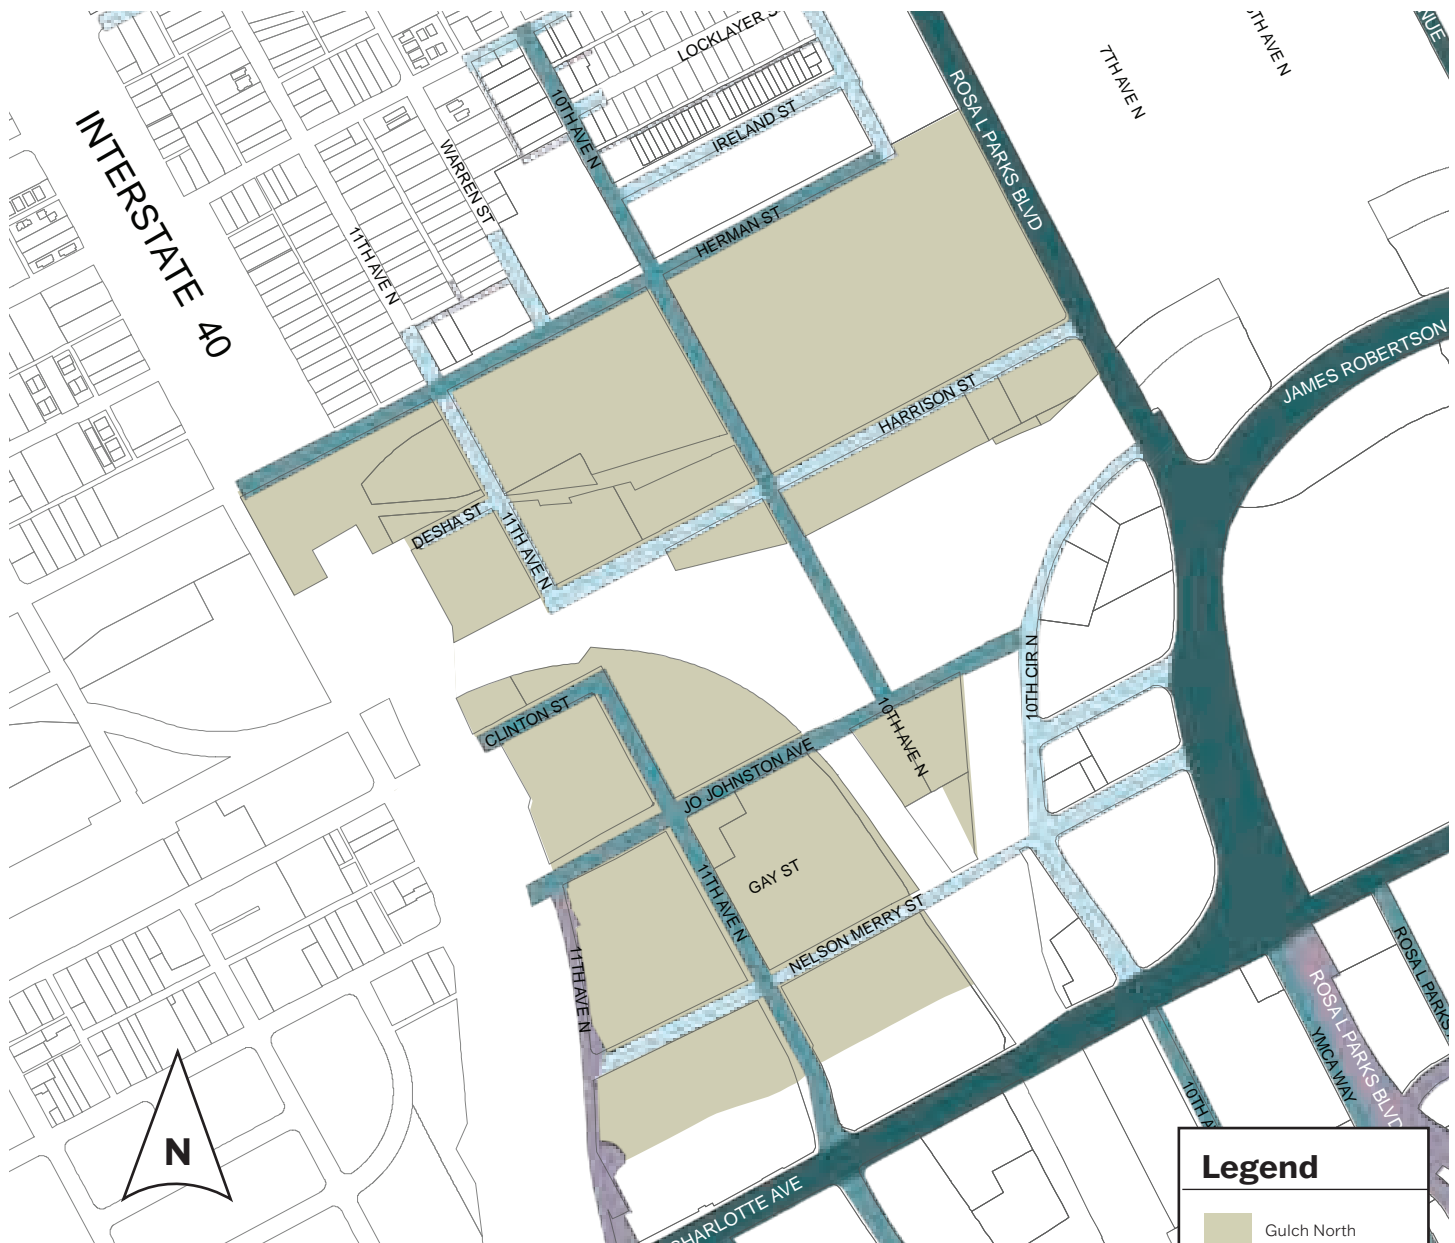 LOCKLAYER S
7TH AVE N
ROSA L PARKS BLVD
INTERSTATE 40
10TH AVE N
IRELAND ST
WARREN ST
HERMAN ST
11TH AVE N
JAMES ROBERTSON
HARRISON ST
DESHA ST
11TH AVE N
10TH CIR N
CLINTON ST
10TH AVE N
JO JOHNSTON AVE
GAY ST
11TH AVE N
NELSON MERRY ST
11TH AVE N
ROSA L PARKS
ROSA L PARKS BLVD
YMCA WAY
10TH A
N
CHARLOTTE AVE
Legend
Gulch North